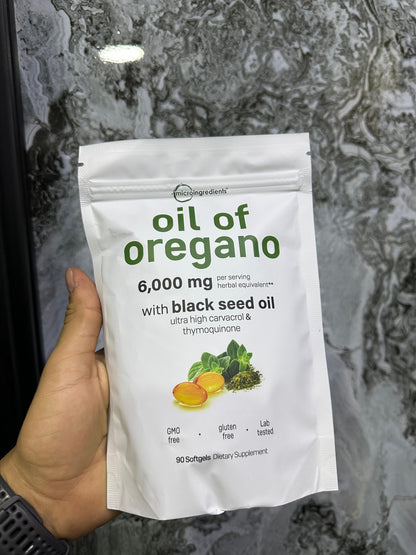 microingredients
oil of
oregano
6,000 mg per serving herbal equivalent**
with black seed oil
ultra high carvacrol &
thymoquinone
GMO free • gluten free • Lab tested
90 Softgels | Dietary Supplement